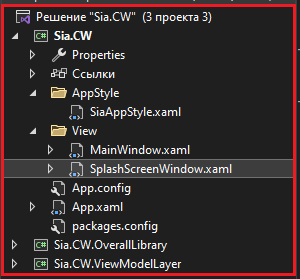 Решение "Sia.CW" (3 проекта 3)
Sia.CW
Properties
Ссылки
AppStyle
SiaAppStyle.xaml
View
MainWindow.xaml
SplashScreenWindow.xaml
App.config
App.xaml
packages.config
Sia.CW.OverallLibrary
Sia.CW.ViewModelLayer